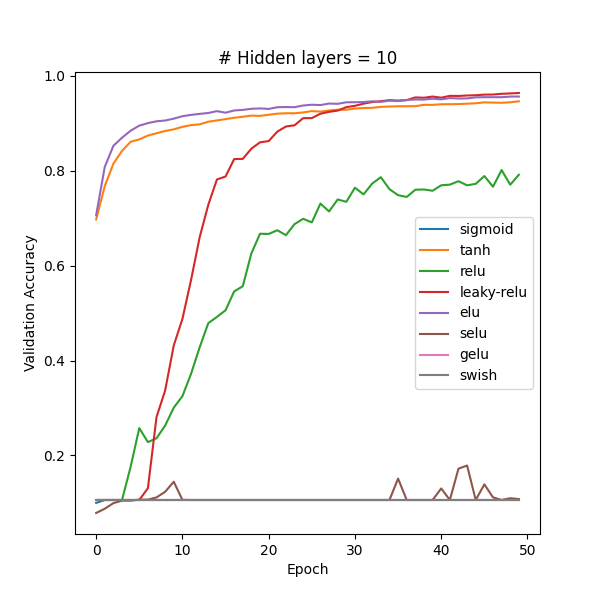 # Hidden layers = 10
1.0
0.8
0.6
0.4
0.2
Validation Accuracy
sigmoid
tanh
relu
leaky-relu
elu
selu
gelu
swish
0 10 20 30 40 50
Epoch